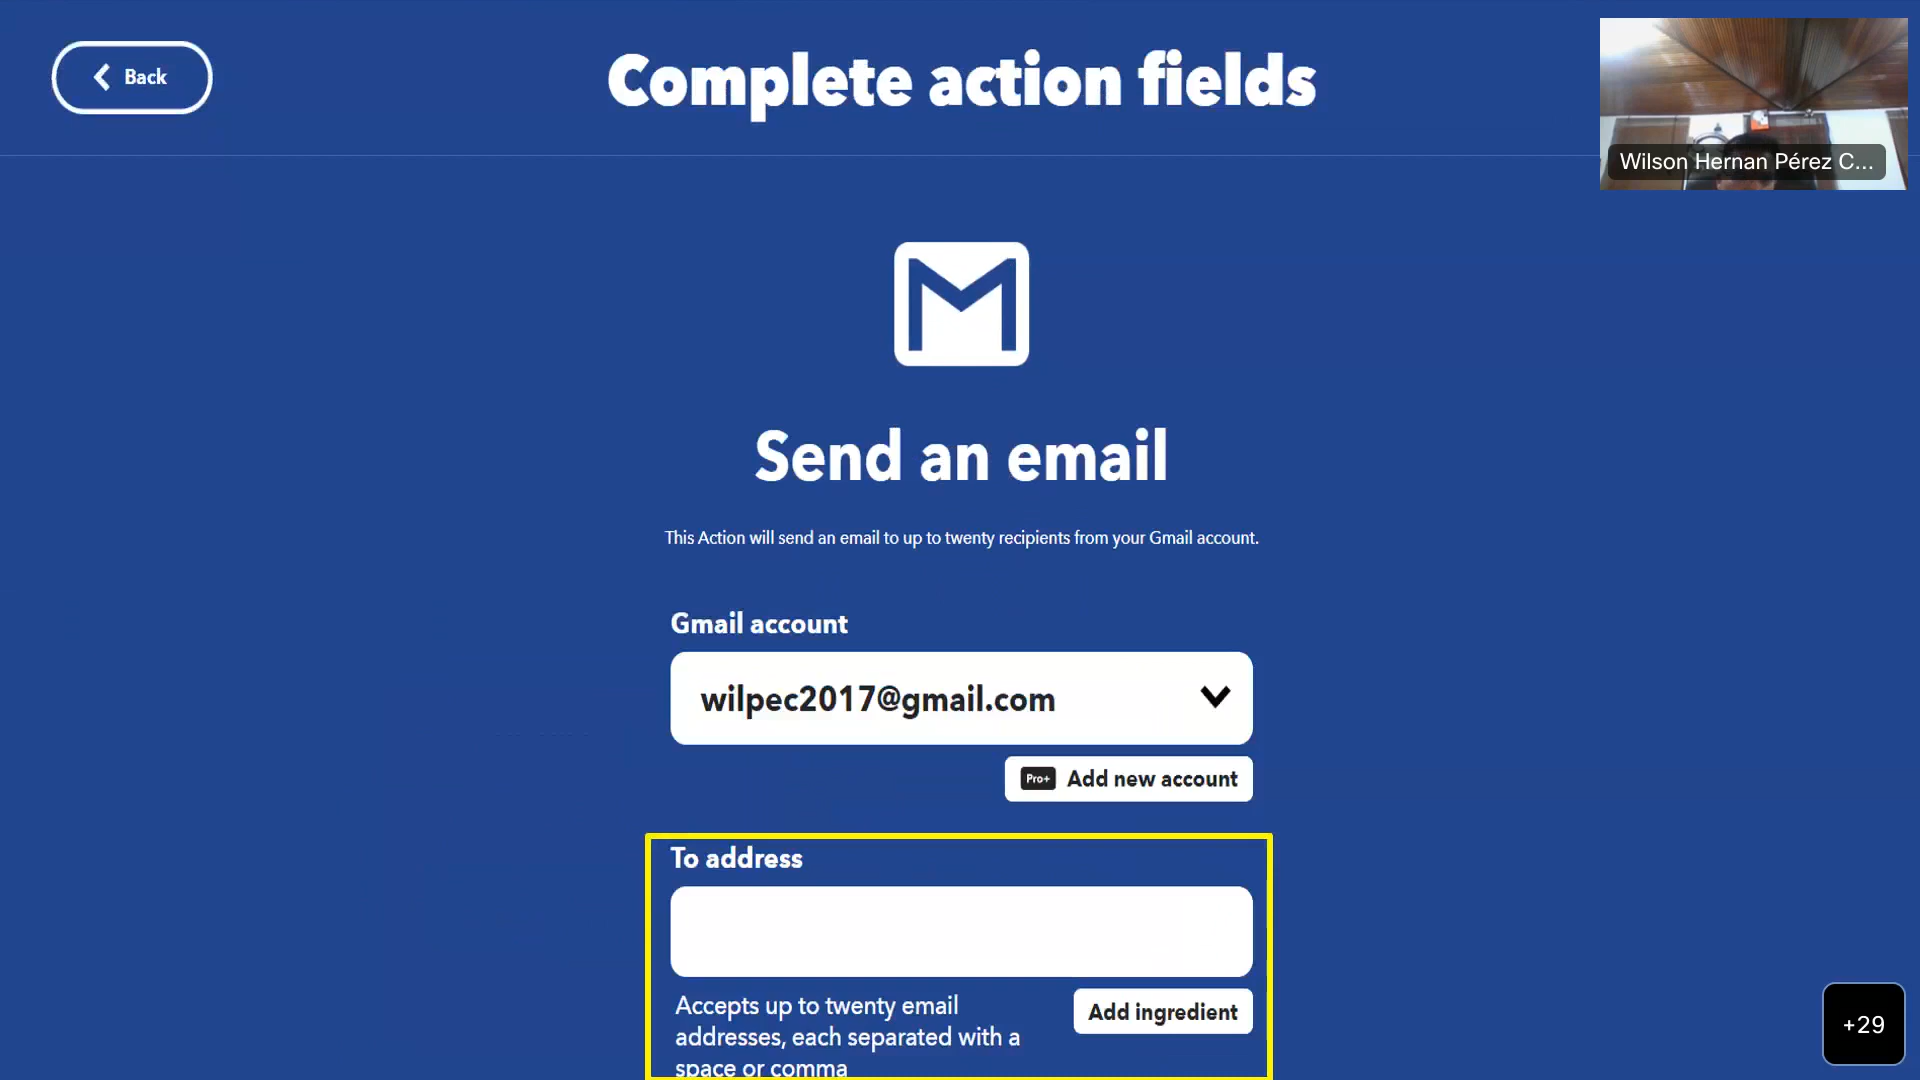 Back
Complete action fields
Wilson Hernan Pérez C...
Send an email
This Action will send an email to up to twenty recipients from your Gmail account.
Gmail account
wilpec2017@gmail.com
Pro+ Add new account
To address
Accepts up to twenty email
addresses, each separated with a
space or comma
Add ingredient
+29